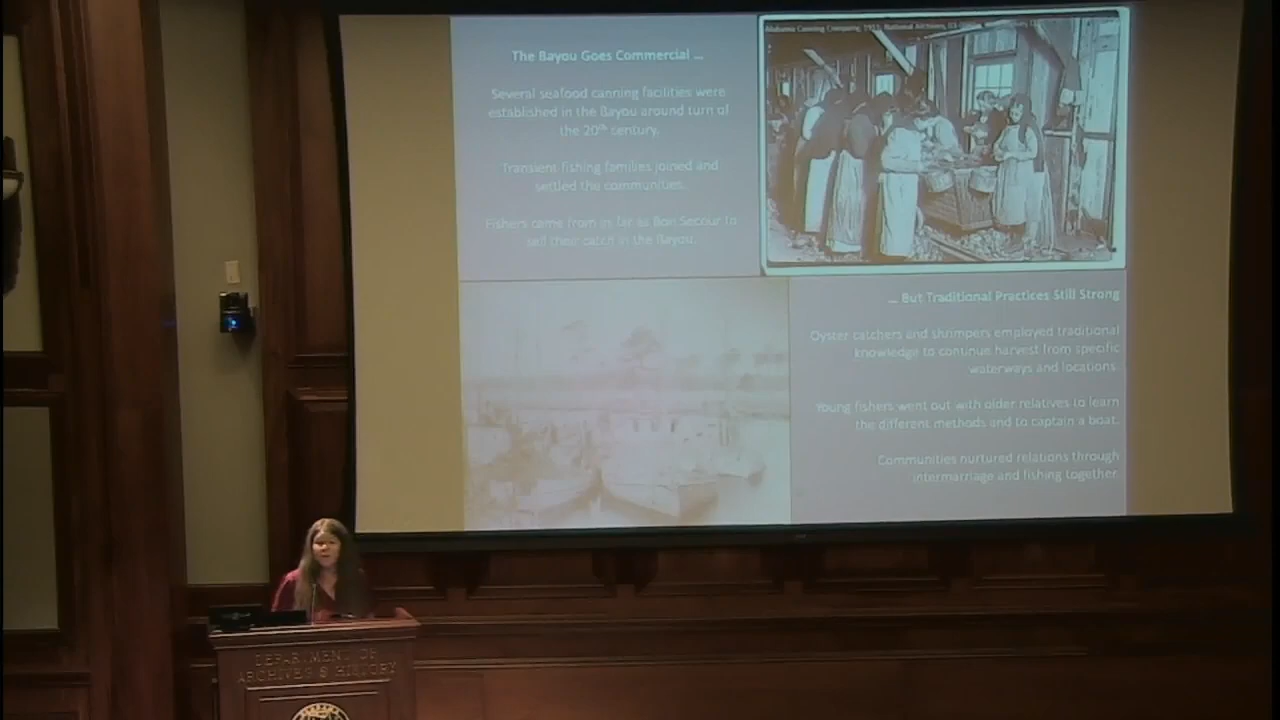 The Bayou Goes Commercial ...
Several seafood canning facilities were
established in the Bayou around turn of
the 20th century.
Transient fishing families joined and
settled the communities.
Fishers came from as far as Bon Secour to
sell their catch in the Bayou.
Alabama Canning Company, 1911, National Archives,
... But Traditional Practices Still Strong
Oyster catchers and shrimpers employed traditional
knowledge to continue harvest from specific
waterways and locations.
Young fishers went out with older relatives to learn
the different methods and to captain a boat.
Communities nurtured relations through
intermarriage and fishing together.
DEPARTMENT OF
ARCHIVES & HISTORY